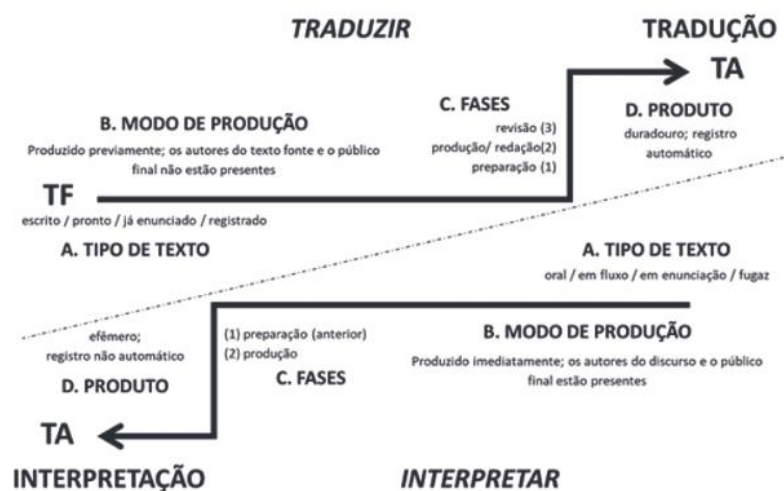 TRADUZIR
TRADUÇÃO
TA
B. MODO DE PRODUÇÃO
Produzido previamente; os autores do texto fonte e o público
final não estão presentes
C. FASES
revisão (3)
produção/ redação(2)
preparação (1)
D. PRODUTO
duradouro; registro
automático
TF
escrito / pronto / já enunciado / registrado
A. TIPO DE TEXTO
A. TIPO DE TEXTO
oral / em fluxo / em enunciação / fugaz
efêmero;
registro não automático
D. PRODUTO
(1) preparação (anterior)
(2) produção
C. FASES
B. MODO DE PRODUÇÃO
Produzido imediatamente; os autores do discurso e o público
final estão presentes
TA
INTERPRETAÇÃO
INTERPRETAR